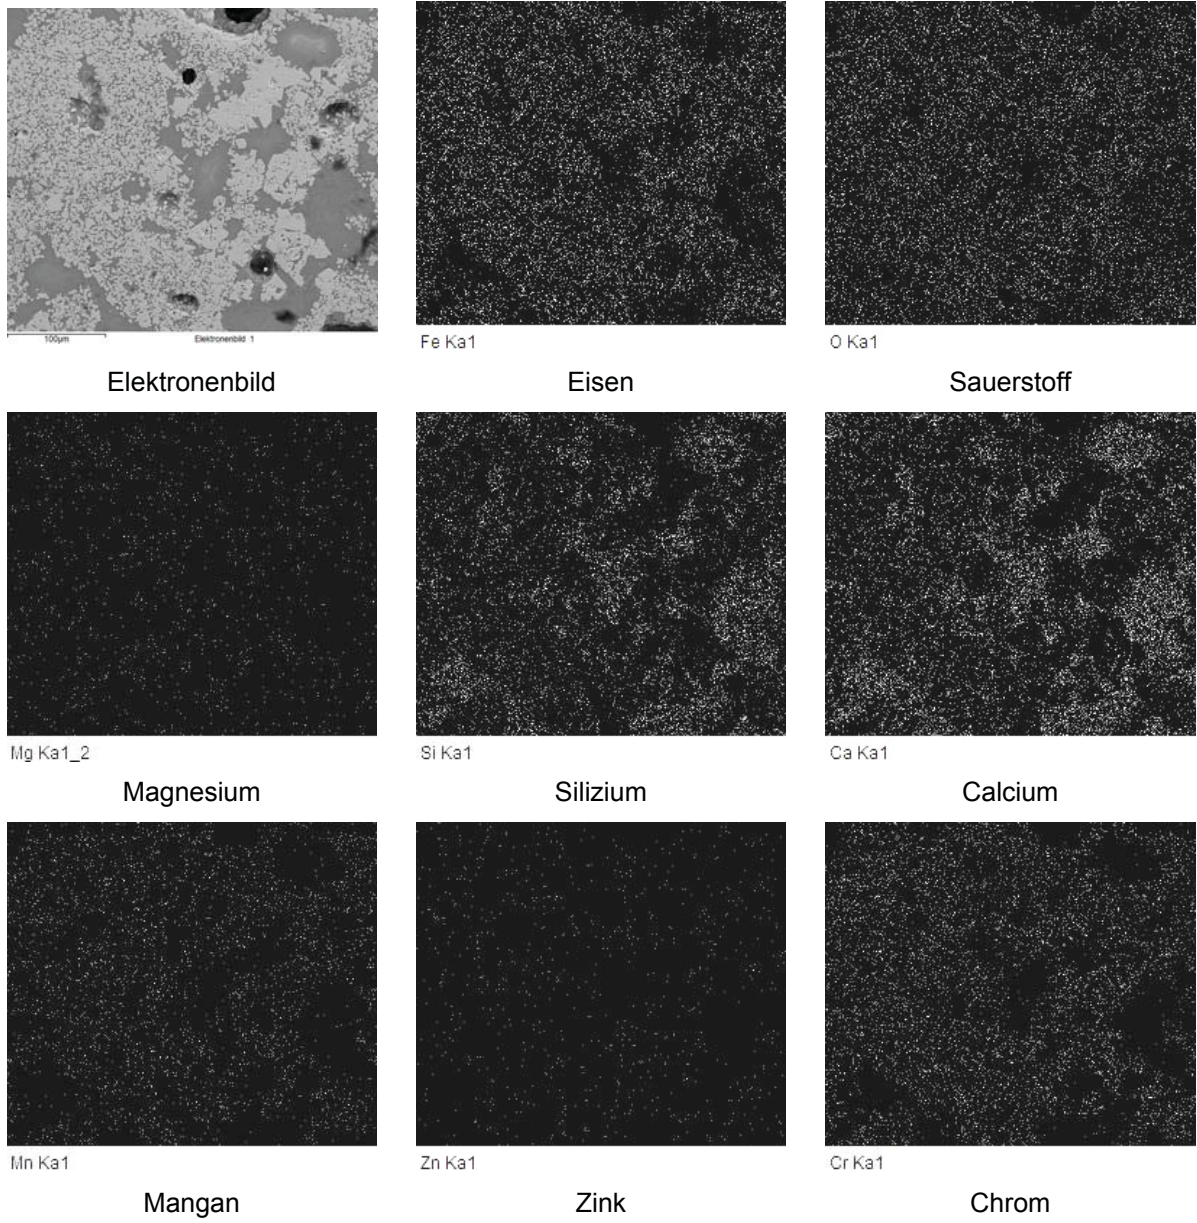 100µm Elektronenbild 1
Fe Ka1
O Ka1
Elektronenbild
Eisen
Sauerstoff
Mg Ka1_2
Si Ka1
Ca Ka1
Magnesium
Silizium
Calcium
Mn Ka1
Zn Ka1
Cr Ka1
Mangan
Zink
Chrom